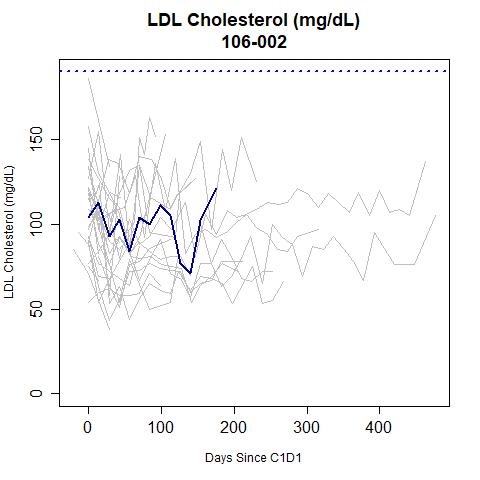 LDL Cholesterol (mg/dL)
106-002
LDL Cholesterol (mg/dL)
150
100
50
0
0 100 200 300 400
Days Since C1D1